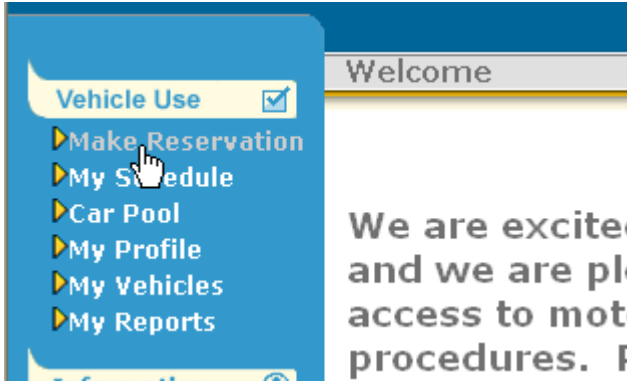 Welcome
Vehicle Use
Make Reservation
My Schedule
Car Pool
My Profile
My Vehicles
My Reports
We are
and we are
access to
procedures.